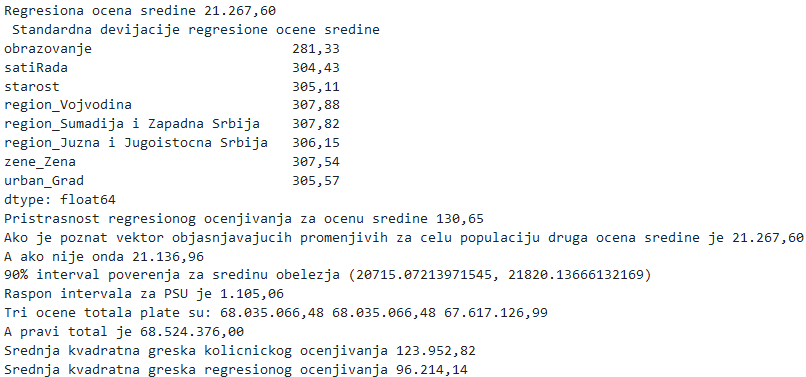 Regresiona ocena sredine 21.267,60
Standardna devijacije regresione ocene sredine
obrazovanje 281,33
satiRada 304,43
starost 305,11
region_Vojvodina 307,88
region_Sumadija i Zapadna Srbija 307,82
region_Juzna i Jugoistocna Srbija 306,15
zene_Zena 307,54
urban_Grad 305,57
dtype: float64
Pristrasnost regresionog ocenjivanja za ocenu sredine 130,65
Ako je poznat vektor objasnjavajucih promenjivih za celu populaciju druga ocena sredine je 21.267,60
A ako nije onda 21.136,96
90% interval poverenja za sredinu obelezja (20715.07213971545, 21820.13666132169)
Raspon intervala za PSU je 1.105,06
Tri ocene totala plate su: 68.035.066,48 68.035.066,48 67.617.126,99
A pravi total je 68.524.376,00
Srednja kvadratna greska kolicnickog ocenjivanja 123.952,82
Srednja kvadratna greska regresionog ocenjivanja 96.214,14